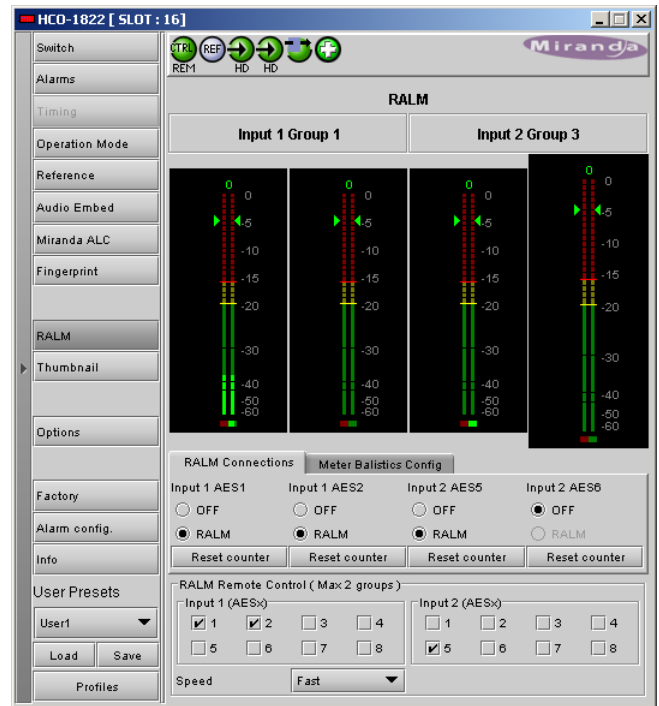 HCO-1822 [ SLOT : 16]
Switch
Alarms
Timing
Operation Mode
Reference
Audio Embed
Miranda ALC
Fingerprint
RALM
Thumbnail
Options
Factory
Alarm config.
Info
User Presets
User1
Load Save
Profiles
CTRL REF
REM HD HD
Miranda
RALM
Input 1 Group 1 Input 2 Group 3
0 0 0 0
0 0 0 0
-5 -5 -5 -5
-10 -10 -10 -10
-15 -15 -15 -15
-20 -20 -20 -20
-30 -30 -30 -30
-40 -40 -40 -40
-50 -50 -50 -50
-60 -60 -60 -60
RALM Connections Meter Balistics Config
Input 1 AES1 Input 1 AES2 Input 2 AES5 Input 2 AES6
OFF OFF OFF OFF
RALM RALM RALM RALM
Reset counter Reset counter Reset counter Reset counter
RALM Remote Control ( Max 2 groups )
Input 1 (AESx) Input 2 (AESx)
1 2 3 4 1 2 3 4
5 6 7 8 5 6 7 8
Speed Fast